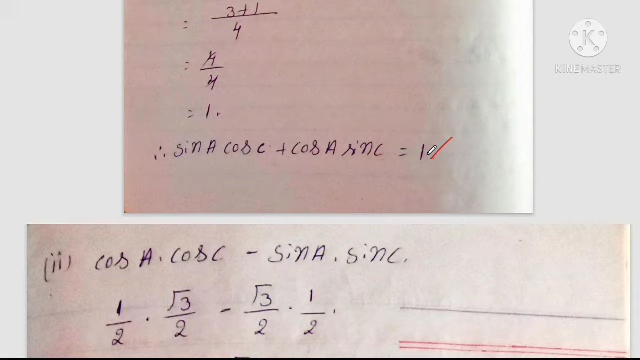 = 3+1 / 4
= 4/4
= 1.
∴ sinA cosC + cosA sinC = 1
KINEMASTER
(ii) cosA . cosC - sinA . sinC.
1/2 . √3/2 - √3/2 . 1/2 .